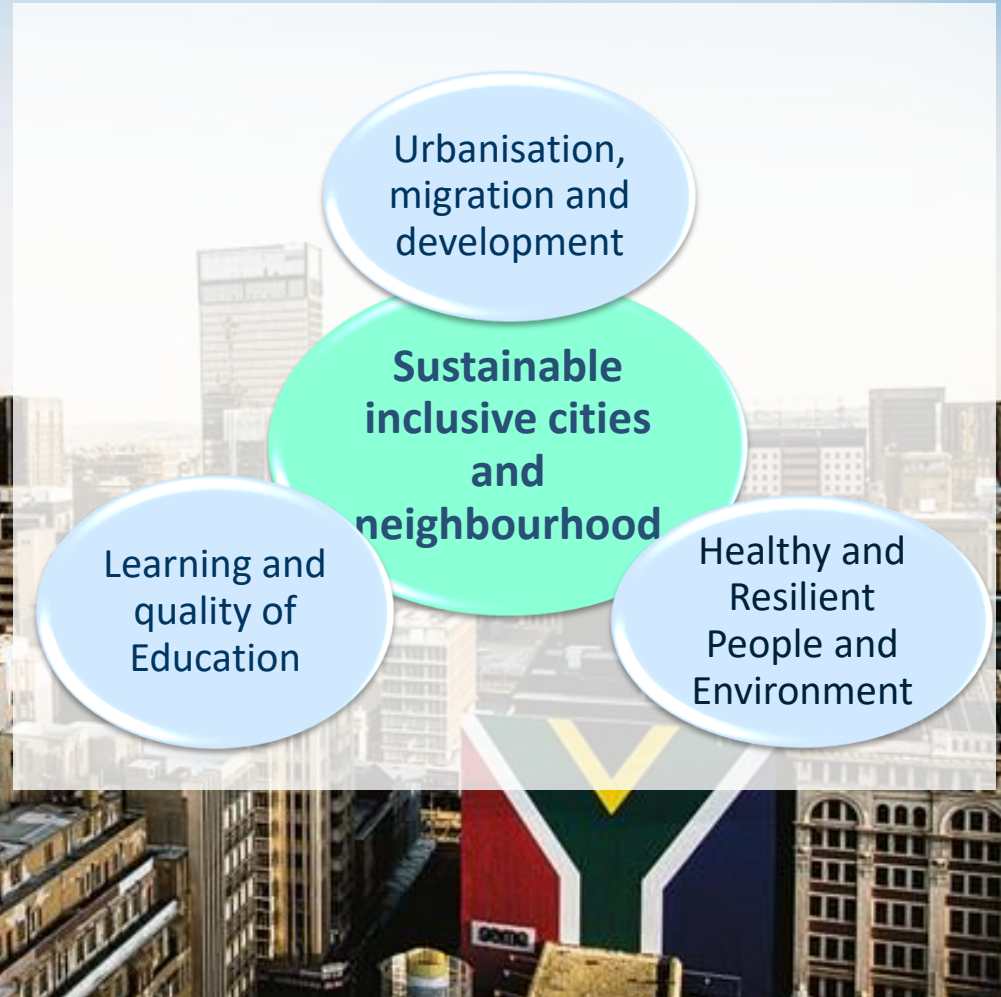 Urbanisation,
migration and
development
Sustainable
inclusive cities
and
neighbourhood
Learning and
quality of
Education
Healthy and
Resilient
People and
Environment